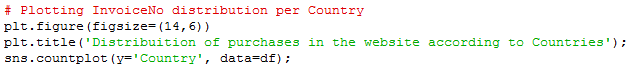 # Plotting InvoiceNo distribution per Country
plt.figure(figsize=(14,6))
plt.title('Distribuition of purchases in the website according to Countries');
sns.countplot(y='Country', data=df);